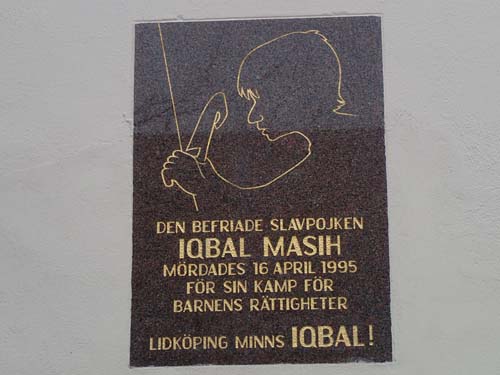 DEN BEFRIADE SLAVPOJKEN
IQBAL MASIH
MÖRDADES 16 APRIL 1995
FÖR SIN KAMP FÖR
BARNENS RÄTTIGHETER
LIDKÖPING MINNS IQBAL!